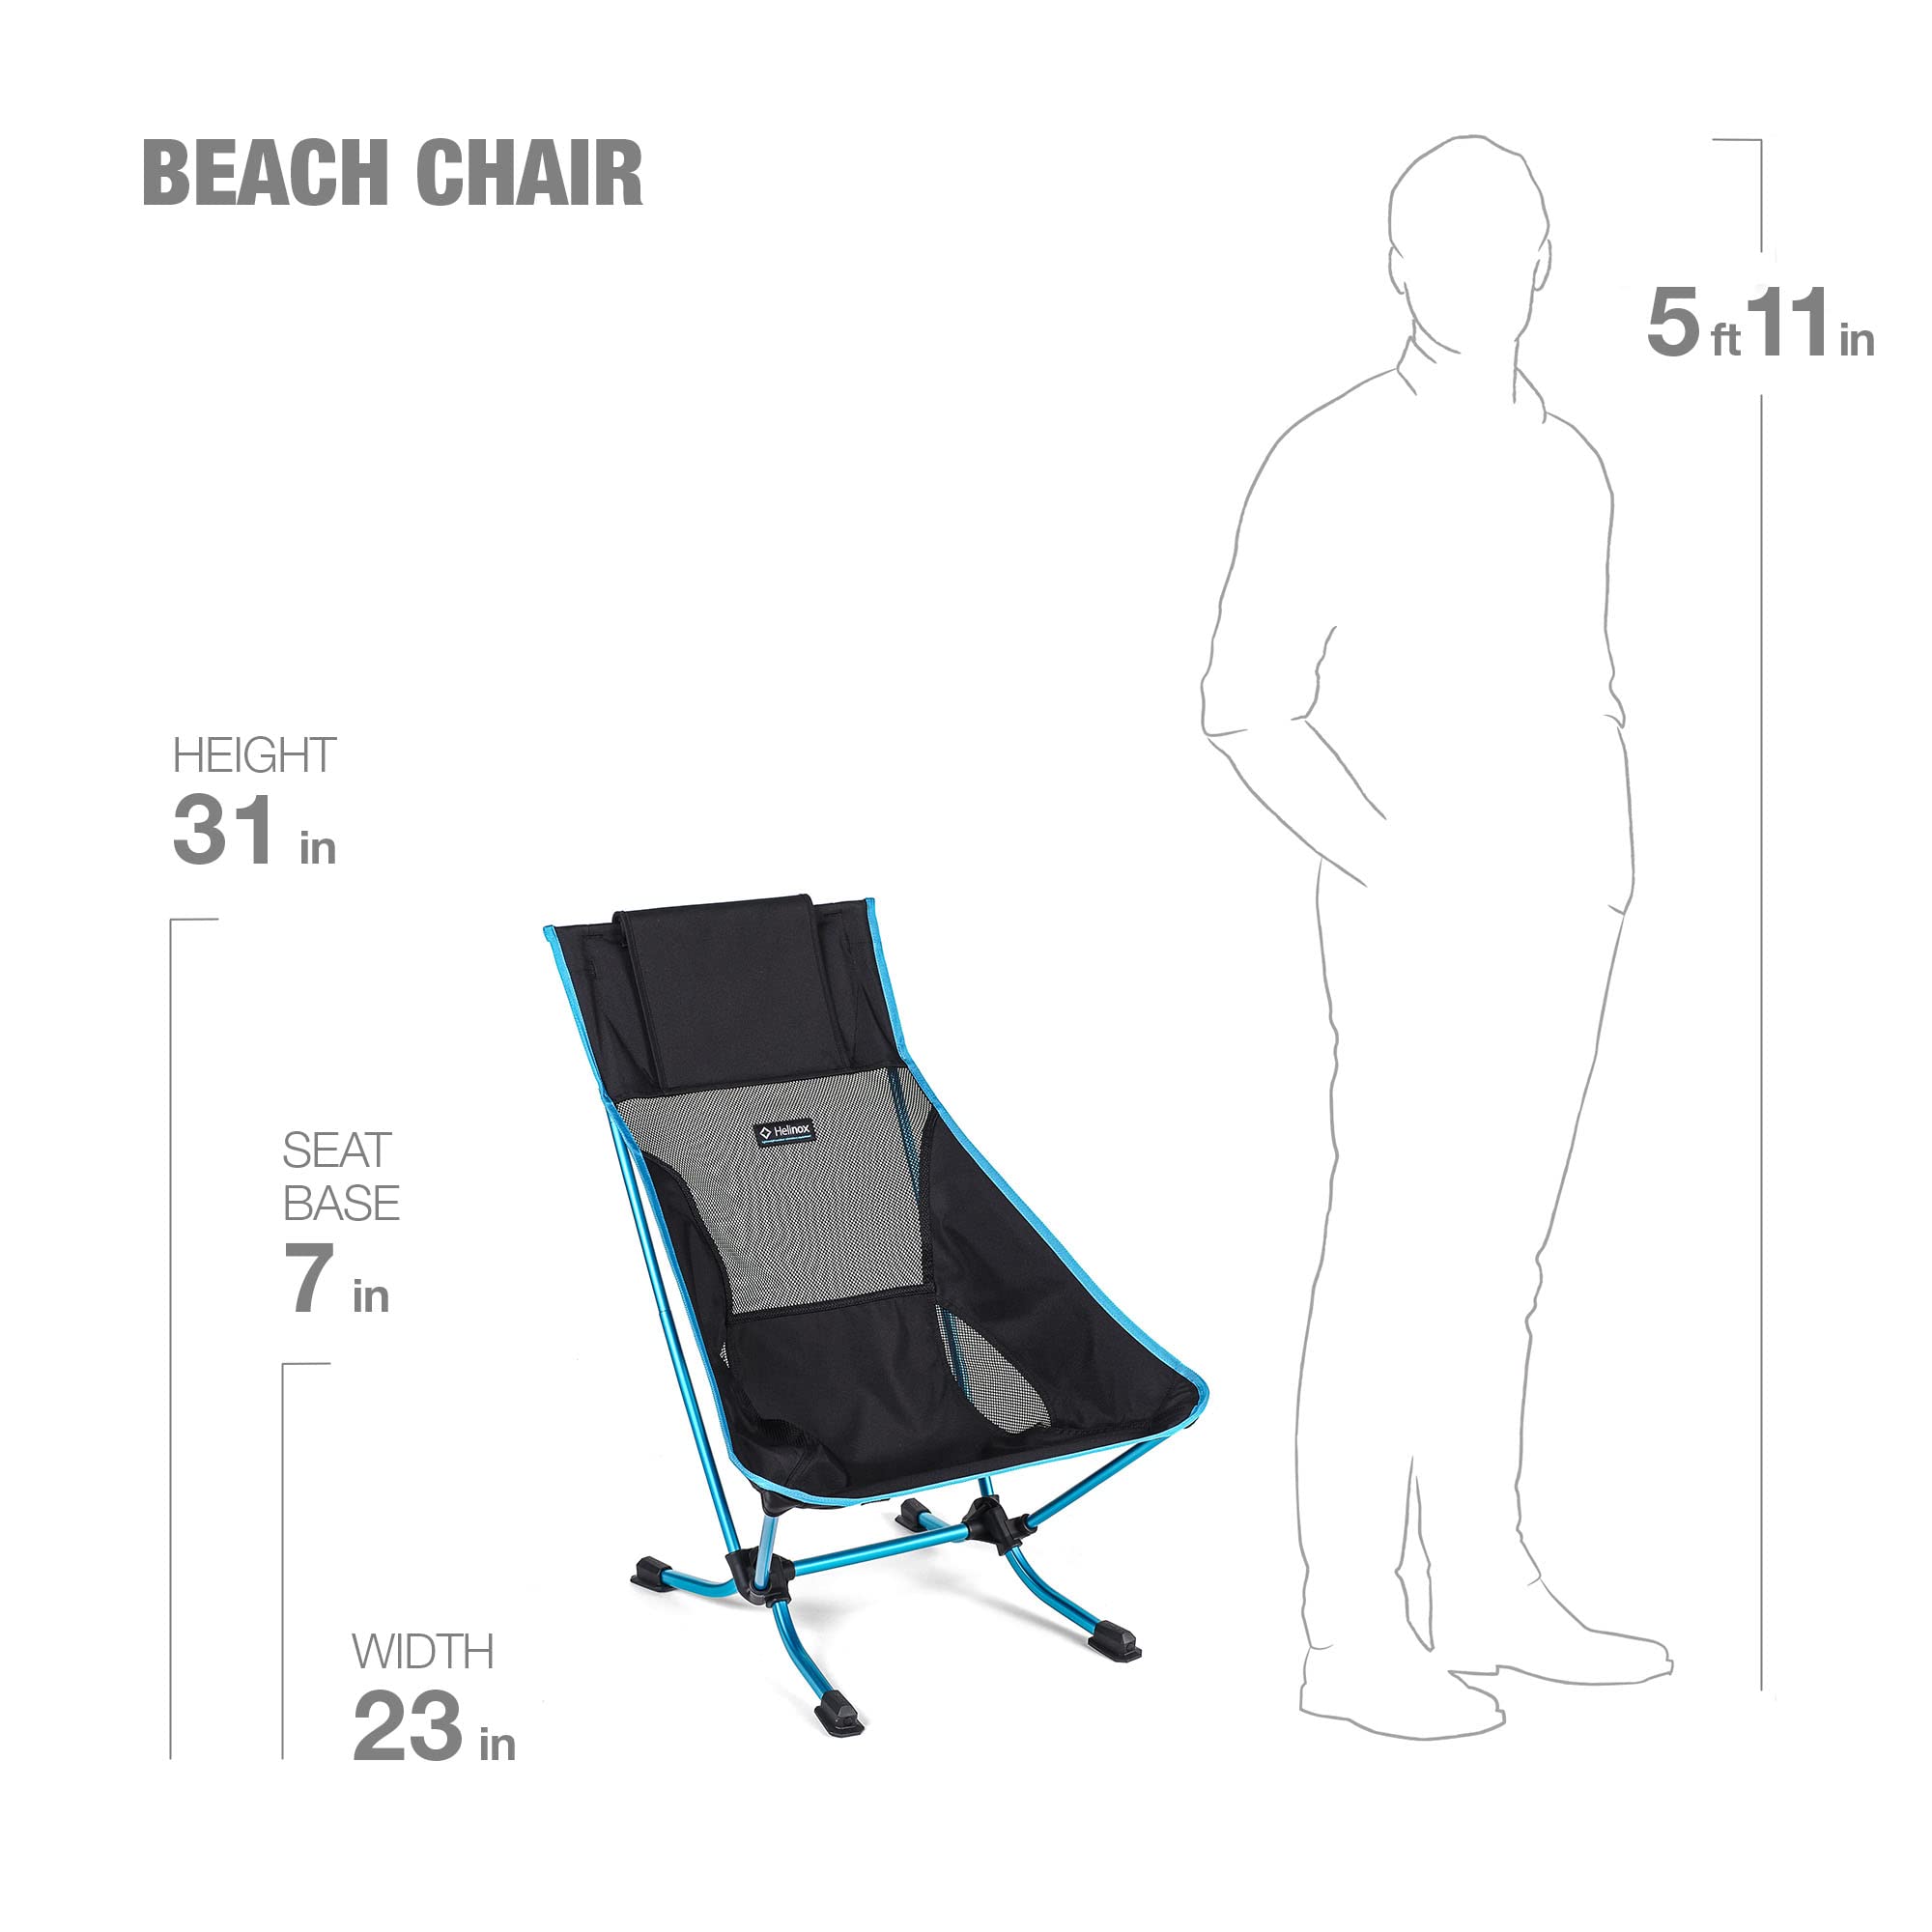 BEACH CHAIR
5 ft 11 in
HEIGHT
31 in
Helinox
SEAT
BASE
7 in
WIDTH
23 in